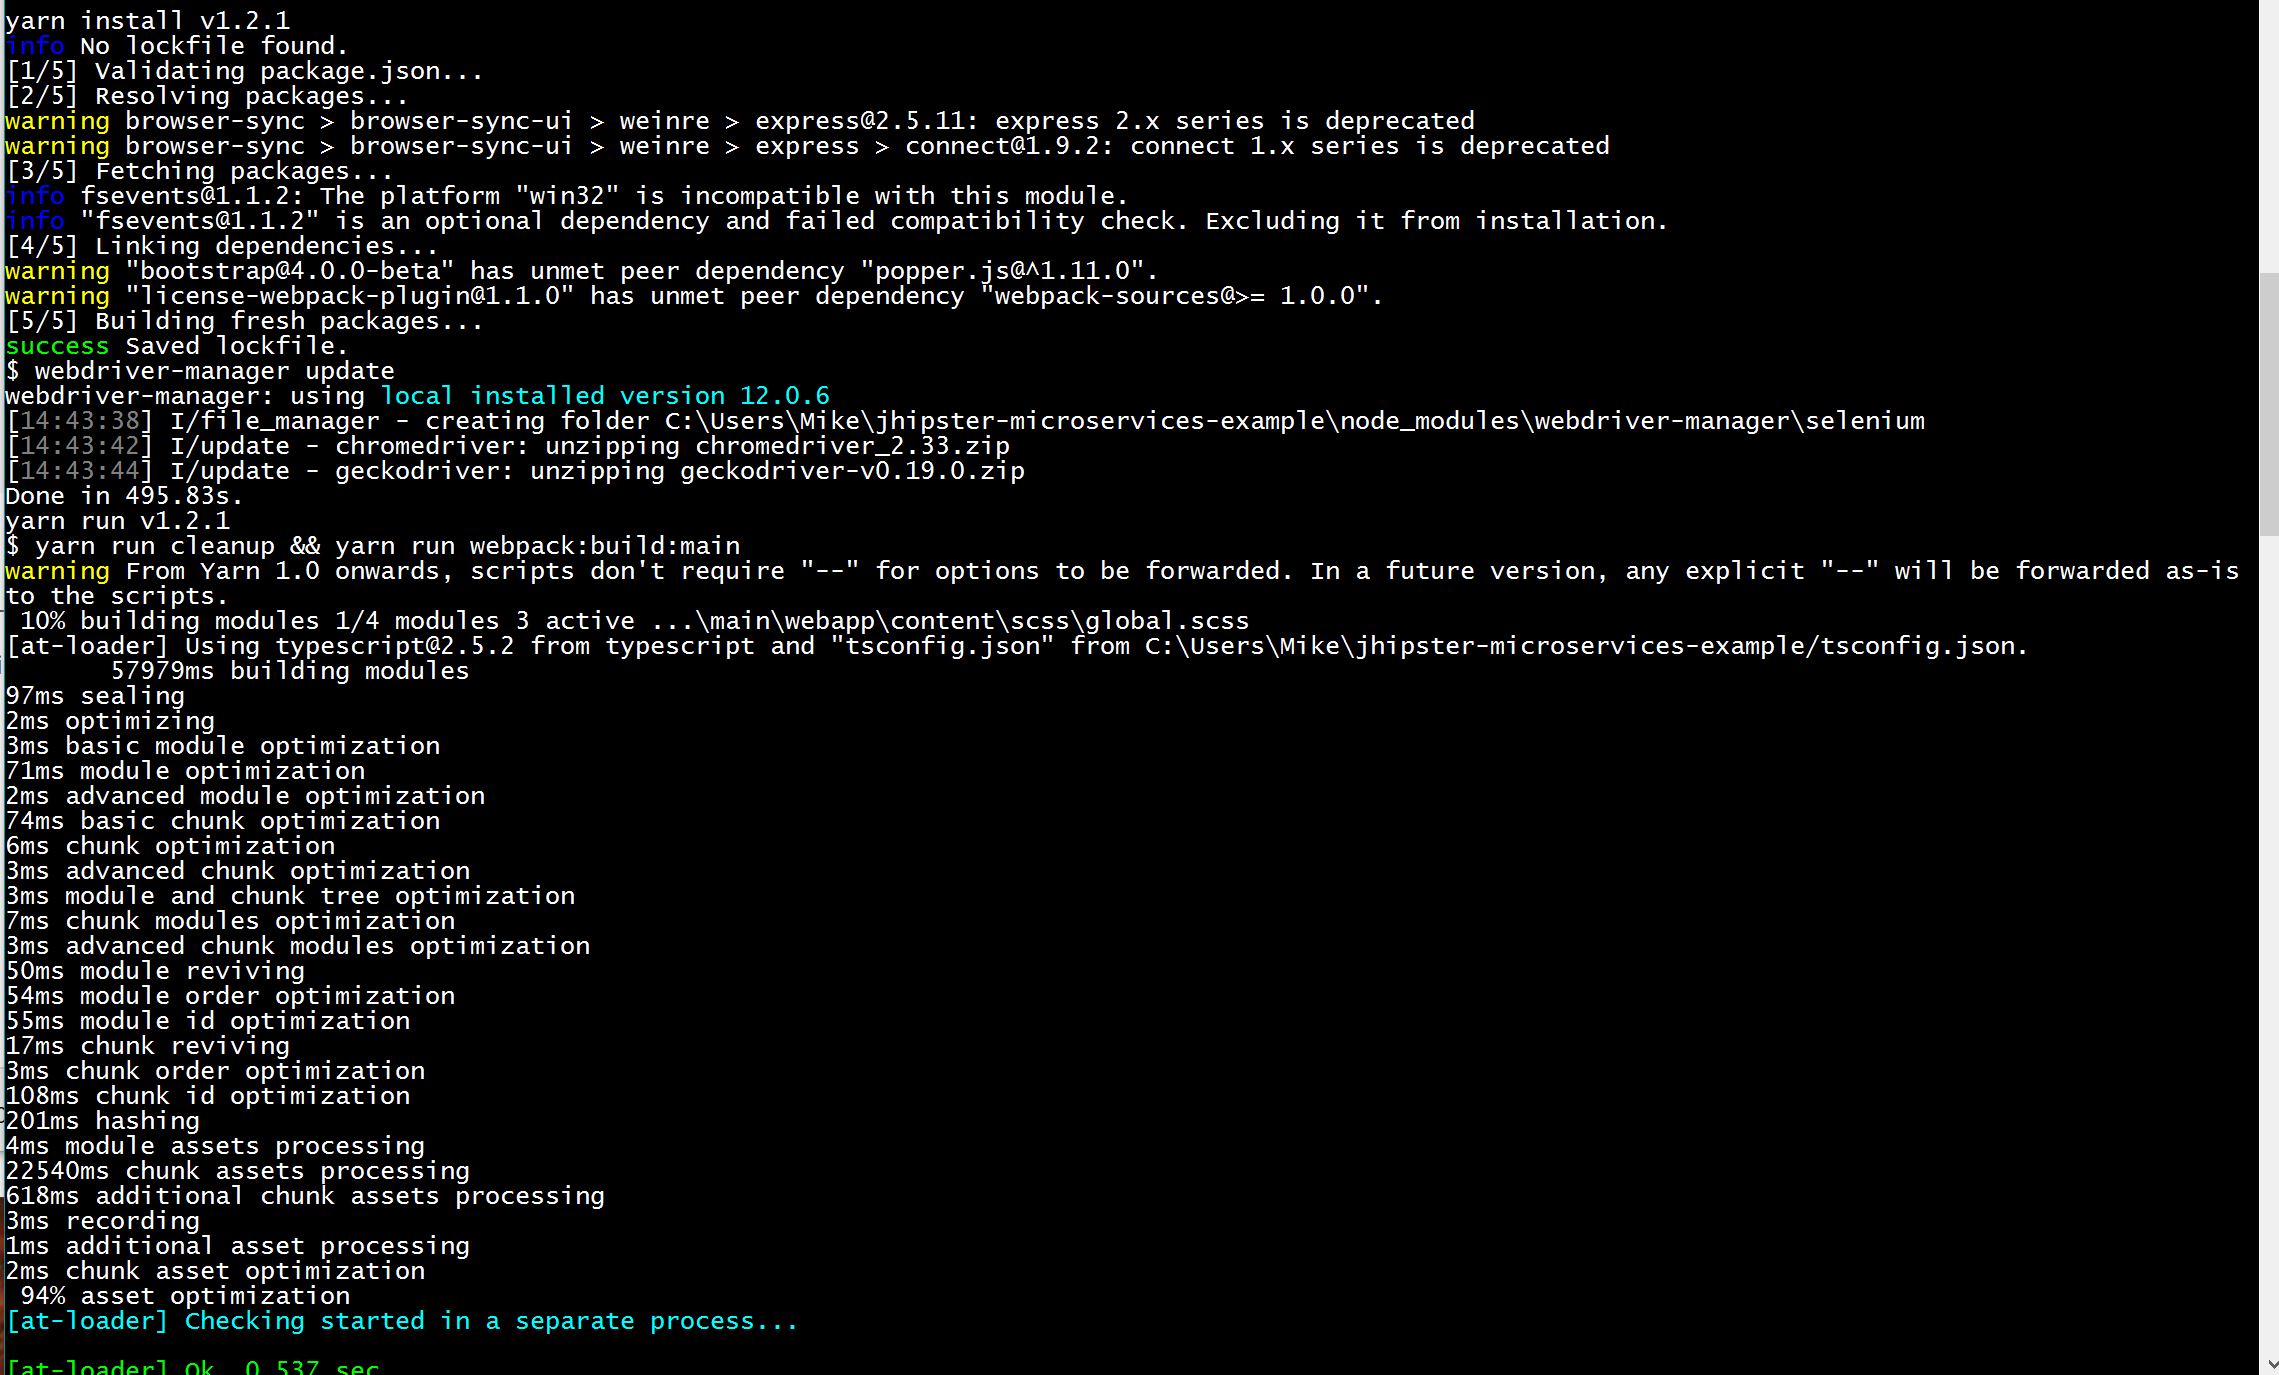 yarn install v1.2.1
info No lockfile found.
[1/5] Validating package.json...
[2/5] Resolving packages...
warning browser-sync > browser-sync-ui > weinre > express@2.5.11: express 2.x series is deprecated
warning browser-sync > browser-sync-ui > weinre > express > connect@1.9.2: connect 1.x series is deprecated
[3/5] Fetching packages...
info fsevents@1.1.2: The platform "win32" is incompatible with this module.
info "fsevents@1.1.2" is an optional dependency and failed compatibility check. Excluding it from installation.
[4/5] Linking dependencies...
warning "bootstrap@4.0.0-beta" has unmet peer dependency "popper.js@^1.11.0".
warning "license-webpack-plugin@1.1.0" has unmet peer dependency "webpack-sources@>= 1.0.0".
[5/5] Building fresh packages...
success Saved lockfile.
$ webdriver-manager update
webdriver-manager: using local installed version 12.0.6
[14:43:38] I/file_manager - creating folder C:\Users\Mike\jhipster-microservices-example\node_modules\webdriver-manager\selenium
[14:43:42] I/update - chromedriver: unzipping chromedriver_2.33.zip
[14:43:44] I/update - geckodriver: unzipping geckodriver-v0.19.0.zip
Done in 495.83s.
yarn run v1.2.1
$ yarn run cleanup && yarn run webpack:build:main
warning From Yarn 1.0 onwards, scripts don't require "--" for options to be forwarded. In a future version, any explicit "--" will be forwarded as-is
to the scripts.
10% building modules 1/4 modules 3 active ...\main\webapp\content\scss\global.scss
[at-loader] Using typescript@2.5.2 from typescript and "tsconfig.json" from C:\Users\Mike\jhipster-microservices-example/tsconfig.json.
57979ms building modules
97ms sealing
2ms optimizing
3ms basic module optimization
71ms module optimization
2ms advanced module optimization
74ms basic chunk optimization
6ms chunk optimization
3ms advanced chunk optimization
3ms module and chunk tree optimization
7ms chunk modules optimization
3ms advanced chunk modules optimization
50ms module reviving
54ms module order optimization
55ms module id optimization
17ms chunk reviving
3ms chunk order optimization
108ms chunk id optimization
201ms hashing
4ms module assets processing
22540ms chunk assets processing
618ms additional chunk assets processing
3ms recording
1ms additional asset processing
2ms chunk asset optimization
94% asset optimization
[at-loader] Checking started in a separate process...
[at-loader] Ok, 0.537 sec.